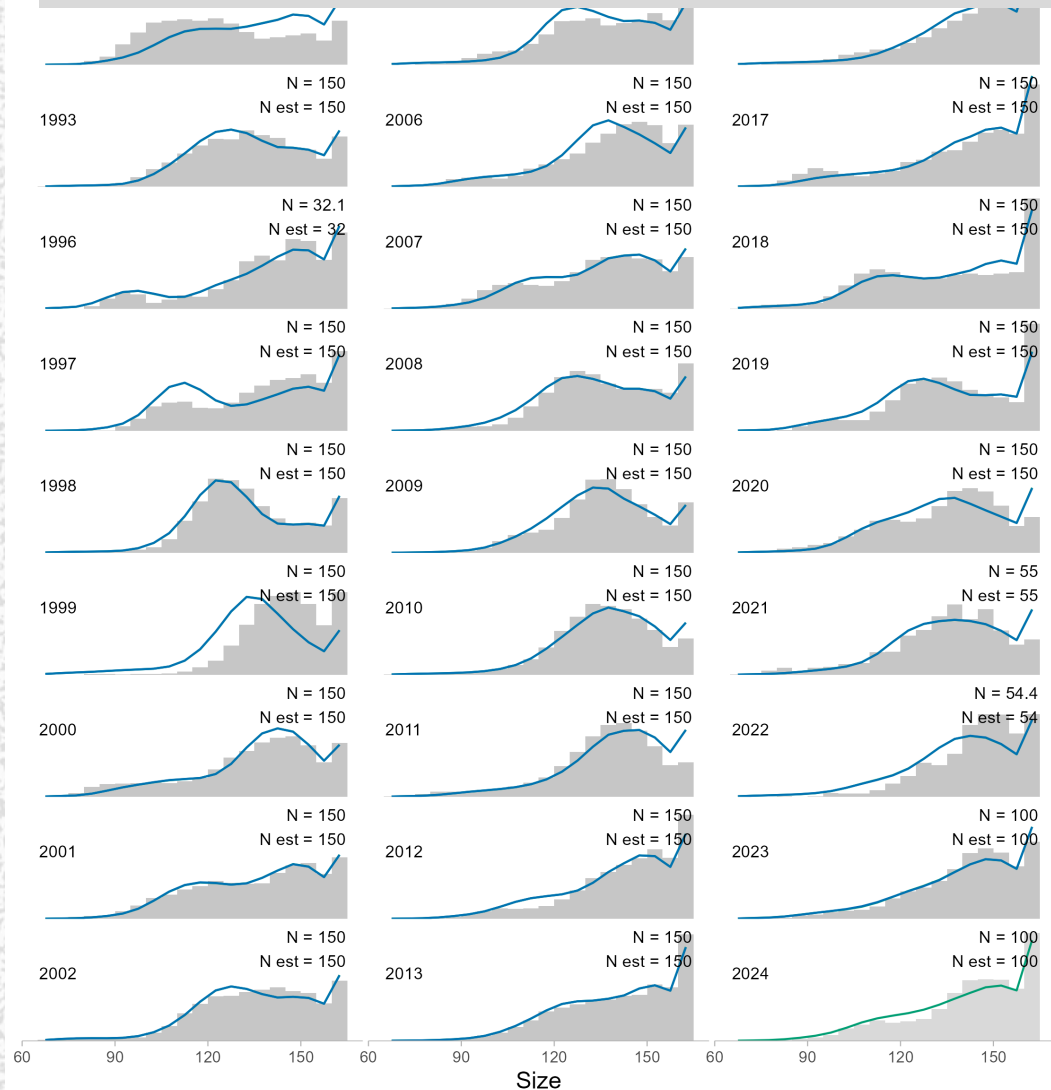 N = 150
N est = 150
1993
N = 150
N est = 150
2006
N = 150
N est = 150
2017
N = 32.1
N est = 32
1996
N = 150
N est = 150
2007
N = 150
N est = 150
2018
N = 150
N est = 150
1997
N = 150
N est = 150
2008
N = 150
N est = 150
2019
N = 150
N est = 150
1998
N = 150
N est = 150
2009
N = 150
N est = 150
2020
N = 150
N est = 150
1999
N = 150
N est = 150
2010
N = 55
N est = 55
2021
N = 150
N est = 150
2000
N = 150
N est = 150
2011
N = 54.4
N est = 54
2022
N = 150
N est = 150
2001
N = 150
N est = 150
2012
N = 100
N est = 100
2023
N = 150
N est = 150
2002
N = 150
N est = 150
2013
N = 100
N est = 100
2024
60 90 120 150 60 90 120 150 60 90 120 150
Size